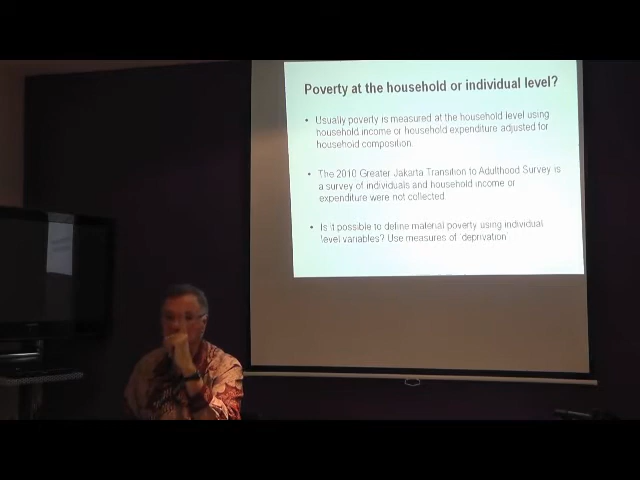 Poverty at the household or individual level?
• Usually poverty is measured at the household level using
household income or household expenditure adjusted for
household composition.
• The 2010 Greater Jakarta Transition to Adulthood Survey is
a survey of individuals and household income or
expenditure were not collected.
• Is it possible to define material poverty using individual
level variables? Use measures of 'deprivation'